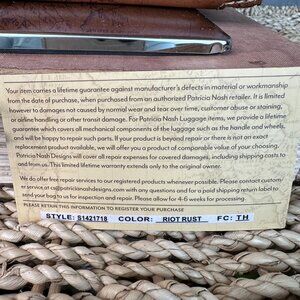 Your item carries a lifetime guarantee against manufacturer's defects in material or workmanship
from the date of purchase, when purchased from an authorized Patricia Nash retailer. It is limited
however to damages not caused by normal wear over time, customer abuse or staining,
or airline handling or other transit damage. For Patricia Nash Luggage items, we provide a lifetime
guarantee which covers all mechanical components of the luggage such as the handle and wheels,
and will be happy to repair such parts. If your product is beyond repair or there is not an exact
replacement product available, we will offer you a product of comparable value of your choosing.
Patricia Nash Designs will cover all repair expenses for covered damages, including shipping costs to
and from us. This limited lifetime warranty extends only to the original owner.
We do offer free repair services to our registered products whenever possible. Please contact custom-
er service at cs@patricianashdesigns.com with any questions and for a paid shipping return label to
send your bag to us for inspection and repair. Please allow for 4-6 weeks for processing.
PLEASE RETAIN THIS INFORMATION TO REGISTER YOUR PURCHASE
STYLE: S1421718 COLOR: RIOT RUST FC: TH